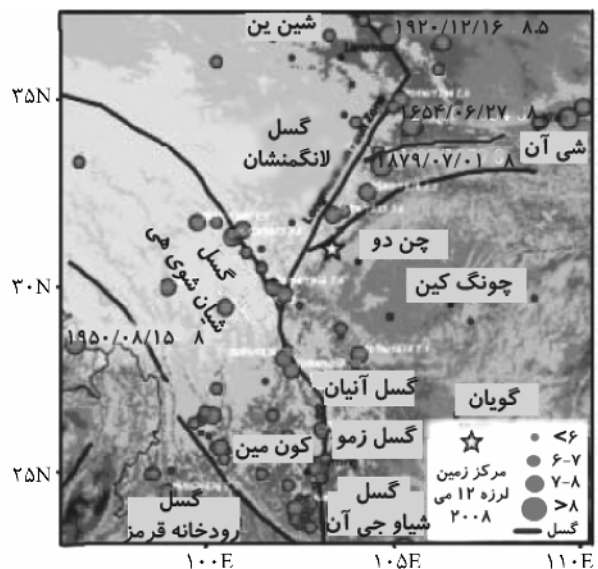 شین ین
۱۹۲۰/۱۲/۱۶ ۸.۵
۳۵N
۱۶۵۴/۰۶/۲۷ ۸
گسل
لانگمنشان
شی آن
۱۸۷۹/۰۷/۰۱ ۸
چن دو
گسل
شیان شوی هی
۳۰N
چونگ کین
۱۹۵۰/۰۸/۱۵ ۸
گسل آنیان
گویان
گسل زمو
کون مین
<۶
۶-۷
۷-۸
>۸
گسل
مرکز زمین
لرزه ۱۲ می
۲۰۰۸
۲۵N
گسل
رودخانه قرمز
گسل
شیاو جی آن
۱۰۰E
۱۰۵E
۱۱۰E